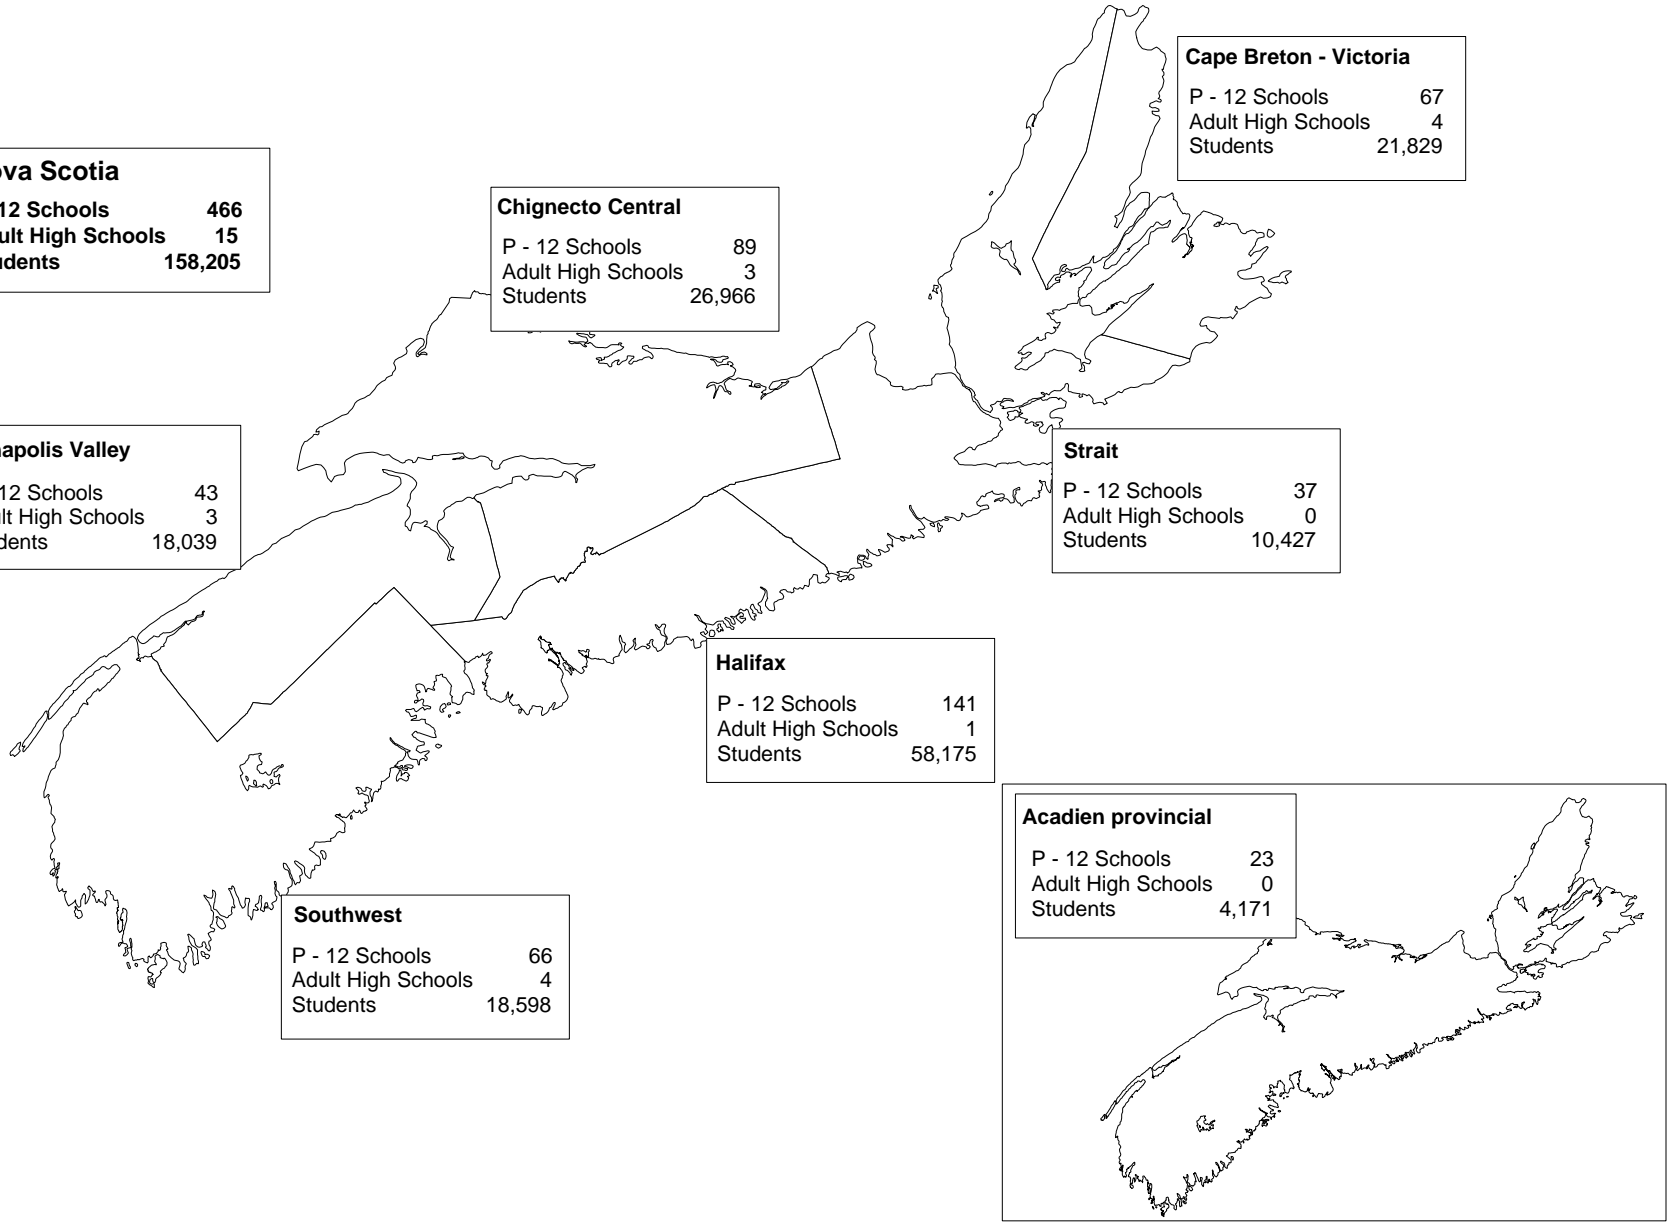 Cape Breton - Victoria
P - 12 Schools 67
Adult High Schools 4
Students 21,829
ova Scotia
12 Schools 466
ult High Schools 15
udents 158,205
Chignecto Central
P - 12 Schools 89
Adult High Schools 3
Students 26,966
napolis Valley
12 Schools 43
ult High Schools 3
dents 18,039
Strait
P - 12 Schools 37
Adult High Schools 0
Students 10,427
Halifax
P - 12 Schools 141
Adult High Schools 1
Students 58,175
Acadien provincial
P - 12 Schools 23
Adult High Schools 0
Students 4,171
Southwest
P - 12 Schools 66
Adult High Schools 4
Students 18,598